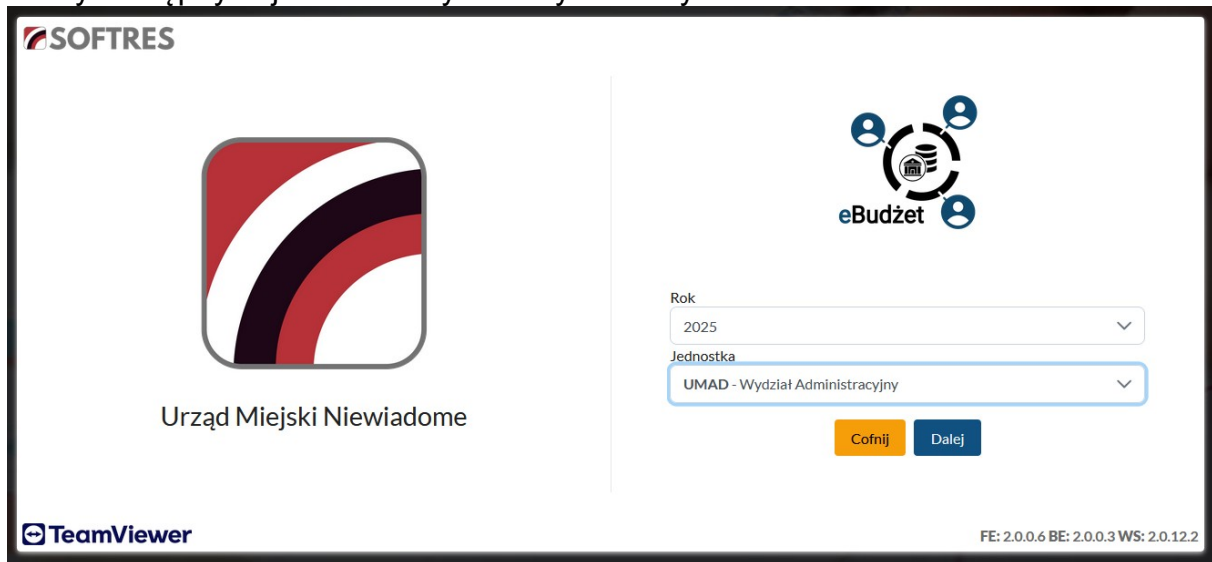 SOFTRES
eBudżet
Rok
2025
Jednostka
UMAD - Wydział Administracyjny
Urząd Miejski Niewiadome
Cofnij
Dalej
TeamViewer
FE: 2.0.0.6 BE: 2.0.0.3 WS: 2.0.12.2